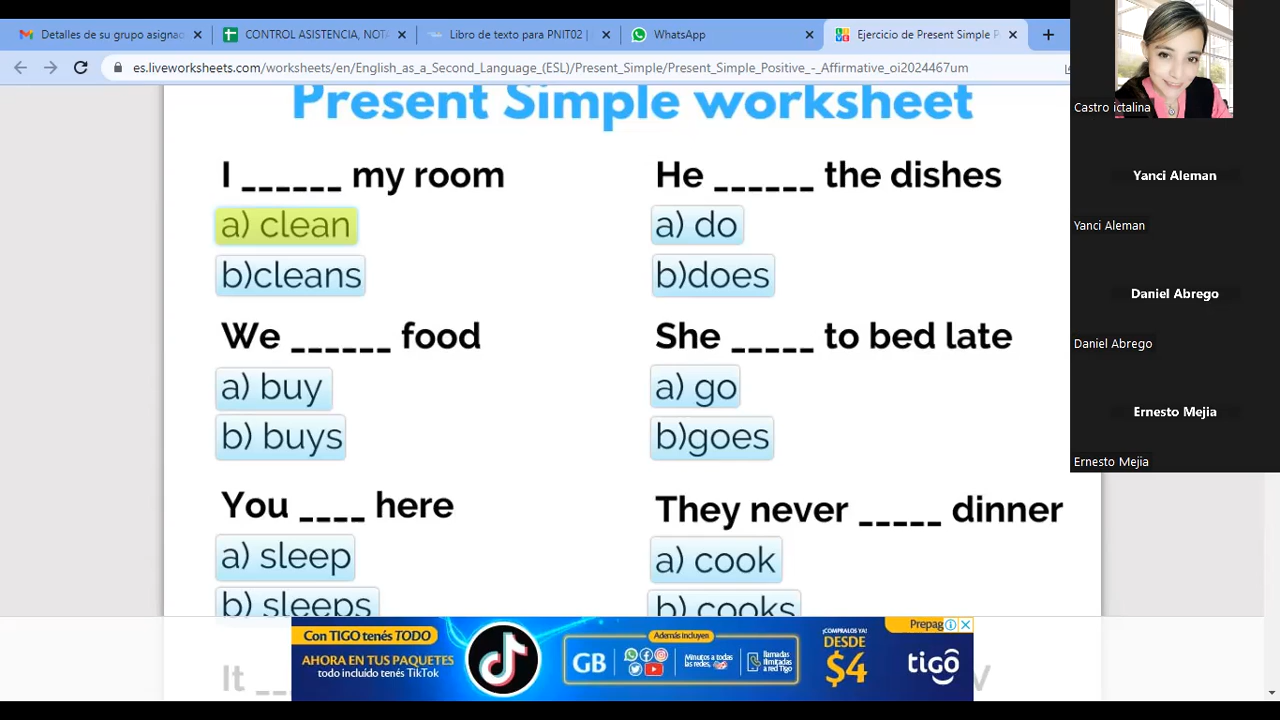 Detalles de su grupo asignac
CONTROL ASISTENCIA, NOT
Libro de texto para PNIT02 |
WhatsApp
Ejercicio de Present Simple P
es.liveworksheets.com/worksheets/en/English_as_a_Second_Language_(ESL)/Present_Simple/Present_Simple_Positive_-_Affirmative_oi2024467um
Present Simple worksheet
I ______ my room
a) clean
b)cleans
He ______ the dishes
a) do
b)does
We ______ food
a) buy
b) buys
She _____ to bed late
a) go
b)goes
You ____ here
a) sleep
b) sleeps
They never _____ dinner
a) cook
b) cooks
It
V
Con TIGO tenés TODO
AHORA EN TUS PAQUETES
todo incluído tenés TikTok
Además incluyen
GB
Minutos a todas
las redes,
llamadas
ilimitadas
a red Tigo
¡COMPRALOS YA!
DESDE
$4
Prepag
tigo
Castro ictalina
Yanci Aleman
Yanci Aleman
Daniel Abrego
Daniel Abrego
Ernesto Mejia
Ernesto Mejia